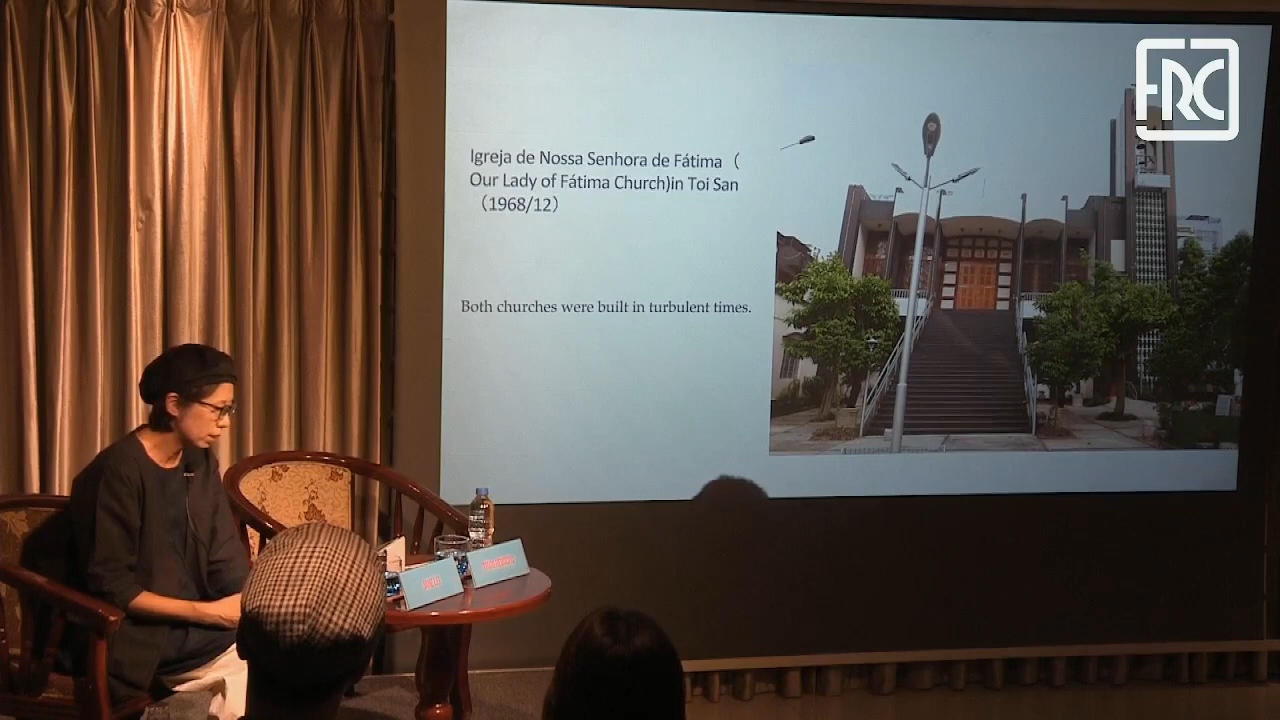 FRC
Igreja de Nossa Senhora de Fátima （
Our Lady of Fátima Church)in Toi San
（1968/12）
Both churches were built in turbulent times.